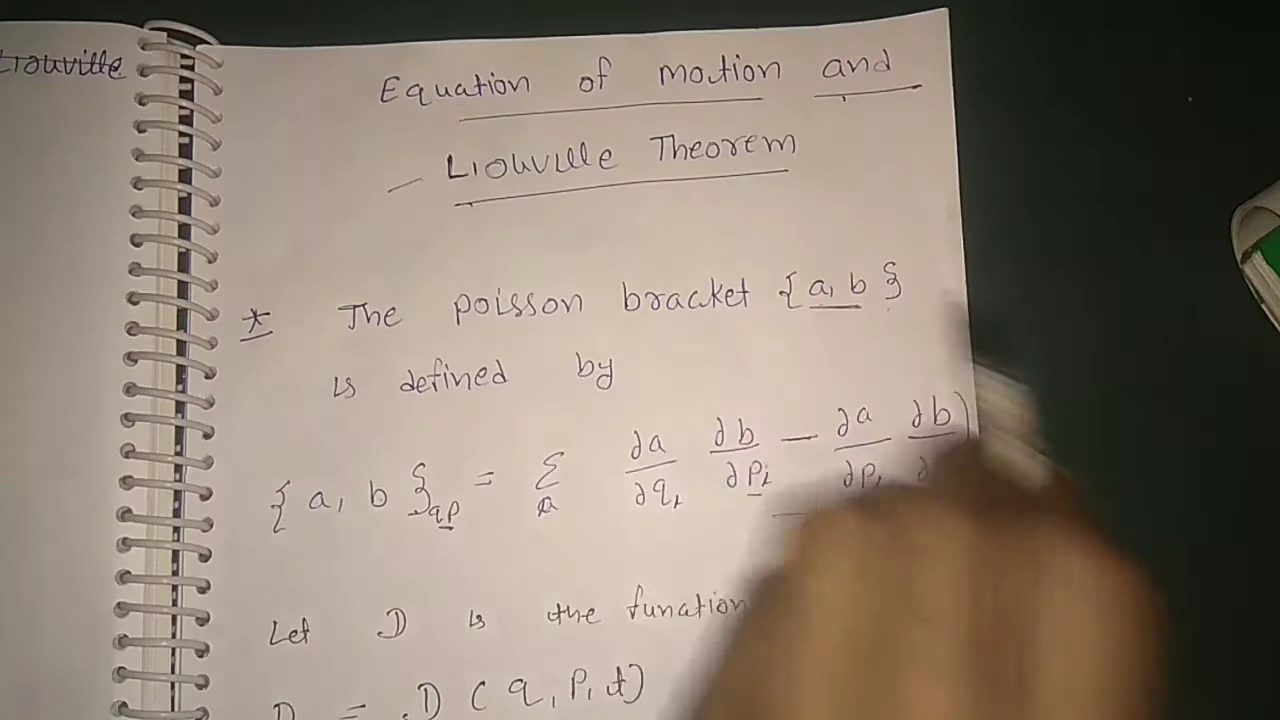 Liouville
Equation of motion and
Liouville Theorem
* The poisson bracket {a, b}
is defined by
{a, b}qp = Σ ∂a/∂qi ∂b/∂pi − ∂a/∂pi ∂b/∂
Let D is the function
D = D (q, p, t)